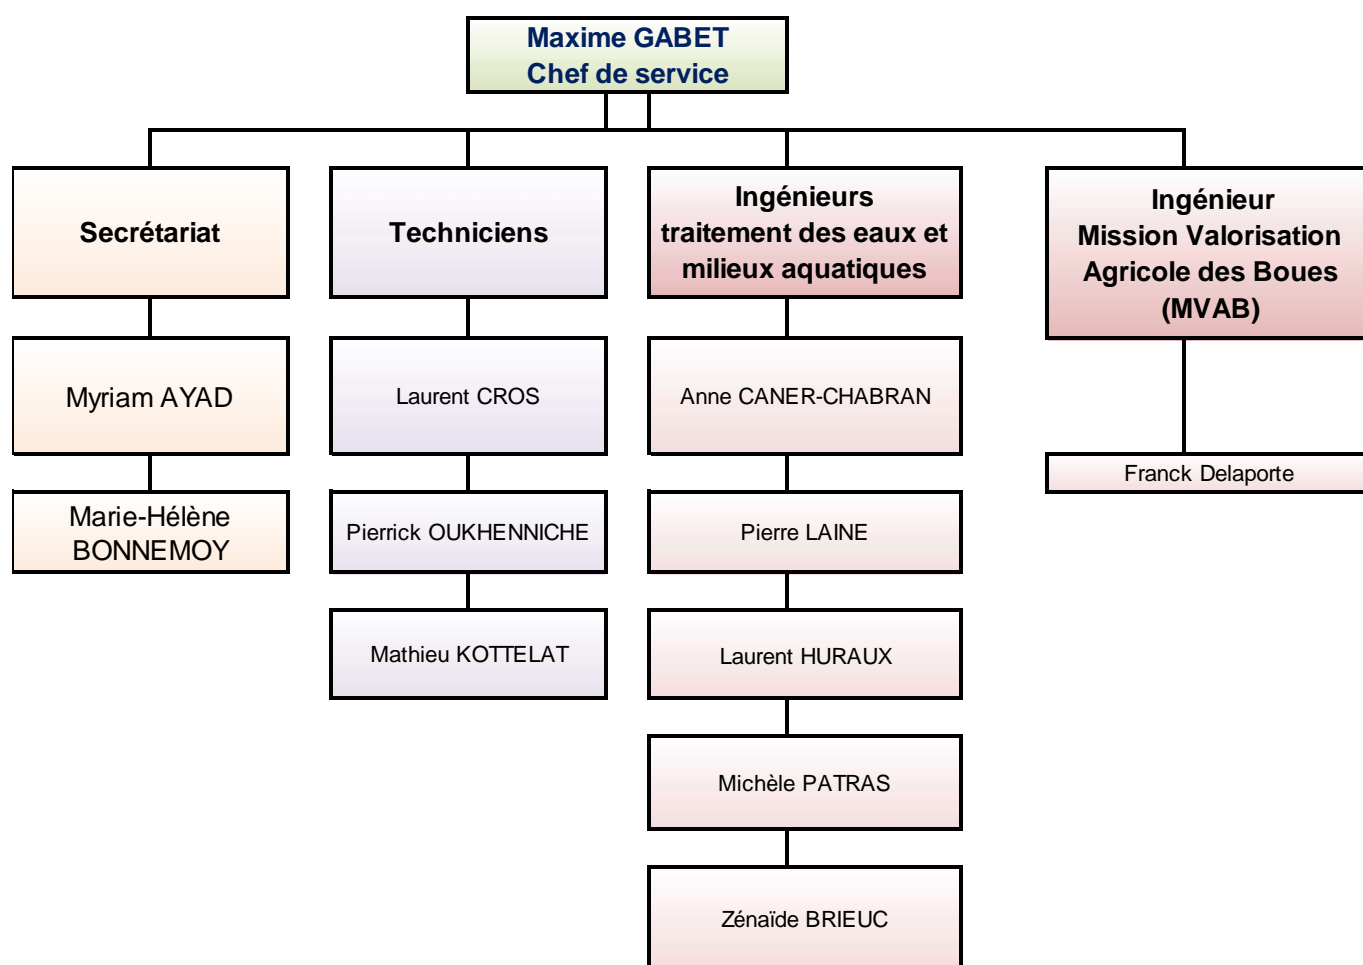 Maxime GABET
Chef de service
Secrétariat
Techniciens
Ingénieurs
traitement des eaux et
milieux aquatiques
Ingénieur
Mission Valorisation
Agricole des Boues
(MVAB)
Myriam AYAD
Laurent CROS
Anne CANER-CHABRAN
Franck Delaporte
Marie-Hélène
BONNEMOY
Pierrick OUKHENNICHE
Pierre LAINE
Mathieu KOTTELAT
Laurent HURAUX
Michèle PATRAS
Zénaïde BRIEUC